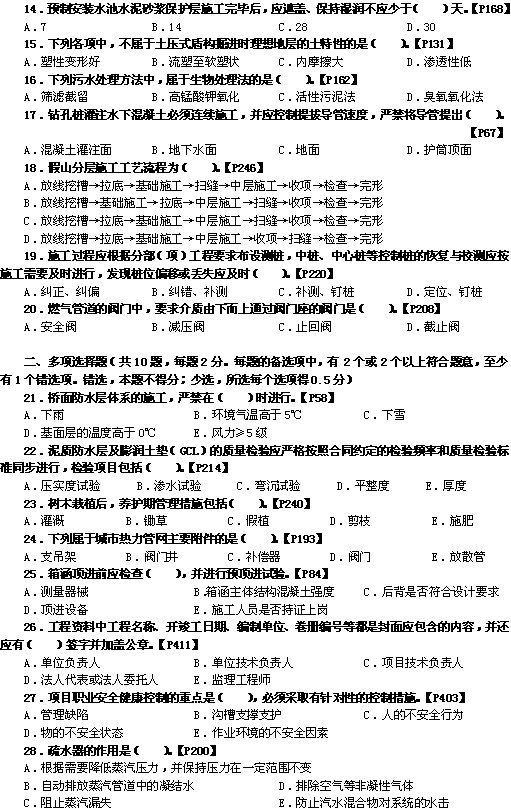 14．预制安装水池水泥砂浆保护层施工完毕后，应遮盖、保持湿润不应少于（　　）天。【P168】
A．7　B．14　C．28　D．30
15．下列各项中，不属于土压式盾构掘进时理想地层的土特性的是（　　）。【P131】
A．塑性变形好　B．流塑至软塑状　C．内摩擦大　D．渗透性低
16．下列污水处理方法中，属于生物处理法的是（　　）。【P162】
A．筛滤截留　B．高锰酸钾氧化　C．活性污泥法　D．臭氧氧化法
17．钻孔桩灌注水下混凝土必须连续施工，并应控制提拔导管速度，严禁将导管提出（　　）。
【P67】
A．混凝土灌注面　B．地下水面　C．地面　D．护筒顶面
18．假山分层施工工艺流程为（　　）。【P246】
A．放线挖槽→拉底→基础施工→扫缝→中层施工→收项→检查→完形
B．放线挖槽→基础施工→拉底→中层施工→扫缝→收项→检查→完形
C．放线挖槽→拉底→基础施工→中层施工→扫缝→收项→检查→完形
D．放线挖槽→拉底→基础施工→中层施工→收项→扫缝→检查→完形
19．施工过程应根据分部（项）工程要求布设测桩，中桩、中心桩等控制桩的恢复与校测应按
施工需要及时进行，发现桩位偏移或丢失应及时（　　）。【P220】
A．纠正、纠偏　B．纠错、补测　C．补测、钉桩　D．定位、钉桩
20．燃气管道的阀门中，要求介质由下而上通过阀门座的阀门是（　　）。【P208】
A．安全阀　B．减压阀　C．止回阀　D．截止阀
二、多项选择题（共10题，每题2分。每题的备选项中，有 2个或2个以上符合题意，至少
有1个错选项。错选，本题不得分；少选，所选每个选项得0.5分）
21．桥面防水层体系的施工，严禁在（　　）时进行。【P58】
A．下雨　B．环境气温高于5℃　C．下雪
D．基面层的温度高于0℃　E．风力≥5级
22．泥质防水层及膨润土垫（GCL）的质量检验应严格按照合同约定的检验频率和质量检验标
准同步进行，检验项目包括（　　）。【P214】
A．压实度试验　B．渗水试验　C．弯沉试验　D．平整度　E．厚度
23．树木栽植后，养护期管理措施包括（　　）。【P240】
A．灌溉　B．锄草　C．假植　D．剪枝　E．施肥
24．下列属于城市热力管网主要附件的是（　　）。【P193】
A．支吊架　B．阀门井　C．补偿器　D．阀门　E．放散管
25．箱涵项进前应检查（　　），并进行预项进试验。【P84】
A．测量器械　B.箱涵主体结构混凝土强度　C．后背是否符合设计要求
D．顶进设备　E．施工人员是否持证上岗
26．工程资料中工程名称、开竣工日期、编制单位、卷册编号等都是封面应包含的内容，并还
应有（　　）签字并加盖公章。【P411】
A．单位负责人　B．单位技术负责人　C．项目技术负责人
D．法人代表或法人委托人　E．监理工程师
27．项目职业安全健康控制的重点是（　　），必须采取有针对性的控制措施。【P403】
A．管理缺陷　B．沟槽支撑支护　C．人的不安全行为
D．物的不安全状态　E．作业环境的不安全因素
28．疏水器的作用是（　　）。【P200】
A．根据需要降低蒸汽压力，并保持压力在一定范围不变
B．自动排放蒸汽管道中的凝结水　D．排除空气等非凝性气体
C．阻止蒸汽漏失　E．防止汽水混合物对系统的水击